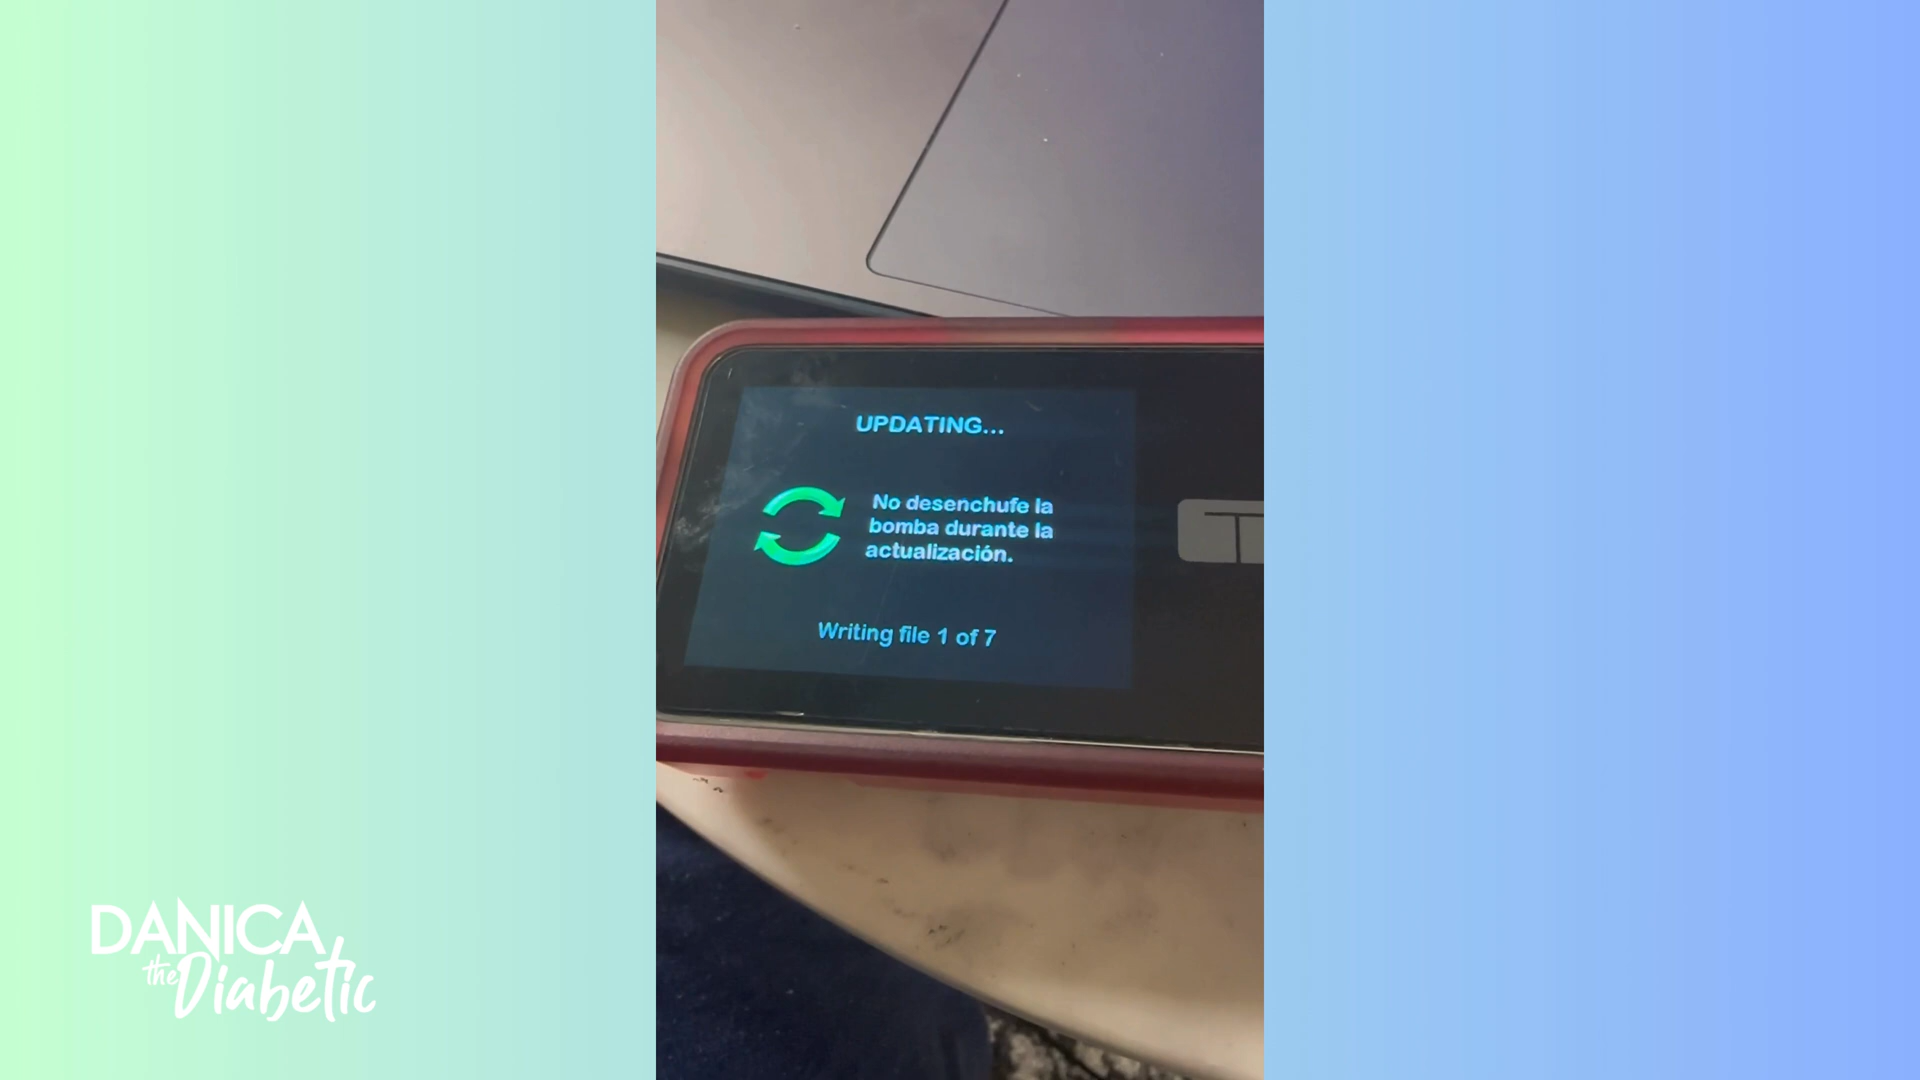 UPDATING...
No desenchufe la
bomba durante la
actualización.
Writing file 1 of 7
DANICA
the Diabetic